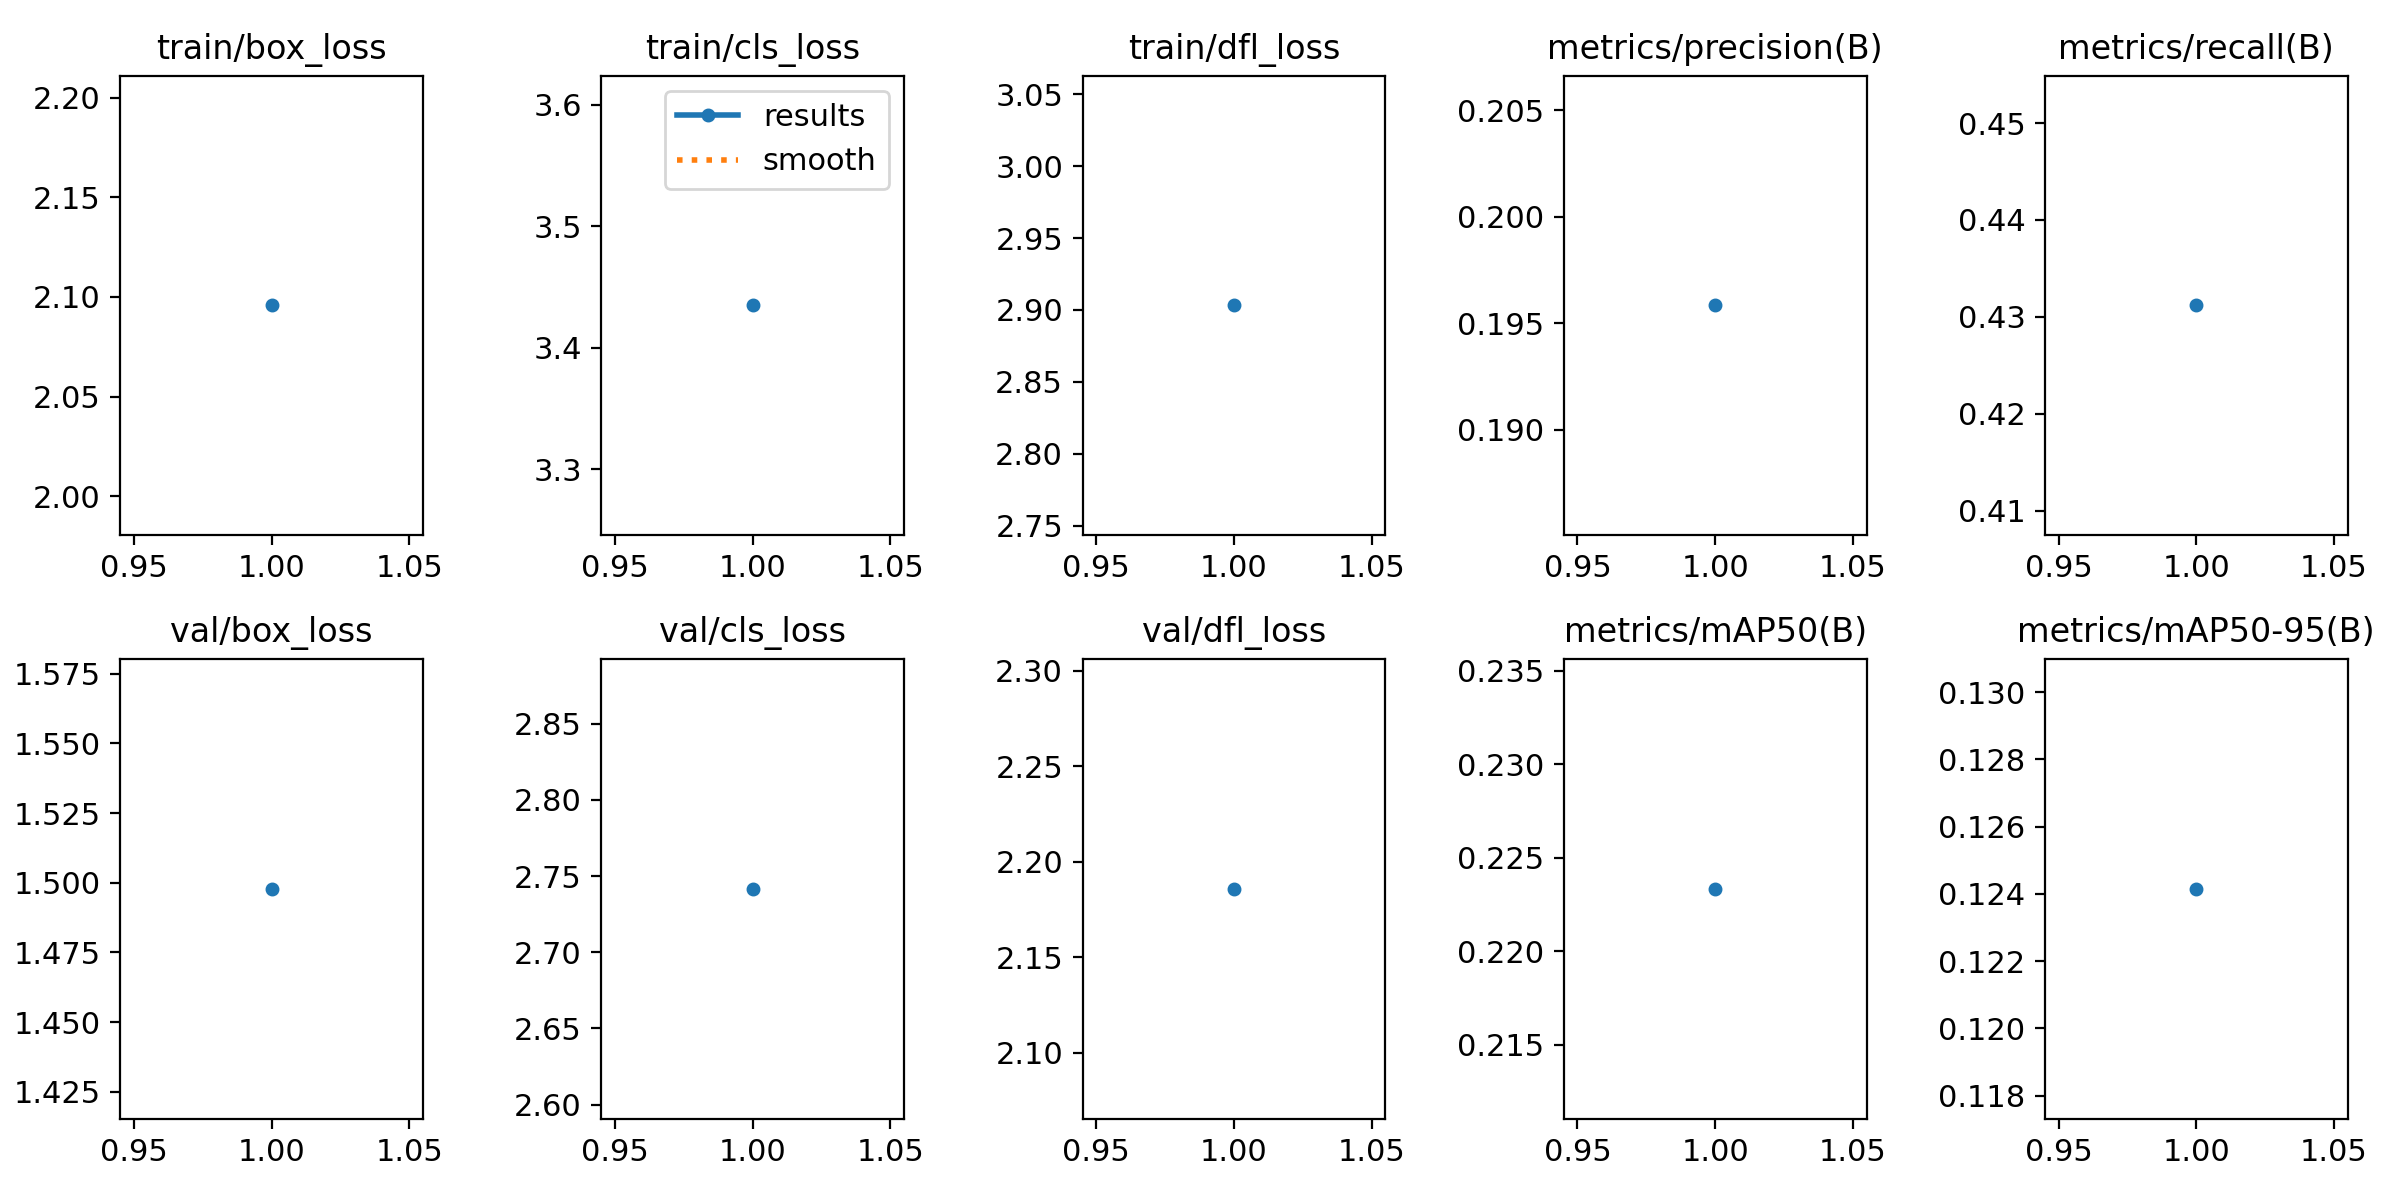 train/box_loss
2.20
2.15
2.10
2.05
2.00
0.95 1.00 1.05
train/cls_loss
results
smooth
3.6
3.5
3.4
3.3
0.95 1.00 1.05
train/dfl_loss
3.05
3.00
2.95
2.90
2.85
2.80
2.75
0.95 1.00 1.05
metrics/precision(B)
0.205
0.200
0.195
0.190
0.95 1.00 1.05
metrics/recall(B)
0.45
0.44
0.43
0.42
0.41
0.95 1.00 1.05
val/box_loss
1.575
1.550
1.525
1.500
1.475
1.450
1.425
0.95 1.00 1.05
val/cls_loss
2.85
2.80
2.75
2.70
2.65
2.60
0.95 1.00 1.05
val/dfl_loss
2.30
2.25
2.20
2.15
2.10
0.95 1.00 1.05
metrics/mAP50(B)
0.235
0.230
0.225
0.220
0.215
0.95 1.00 1.05
metrics/mAP50-95(B)
0.130
0.128
0.126
0.124
0.122
0.120
0.118
0.95 1.00 1.05